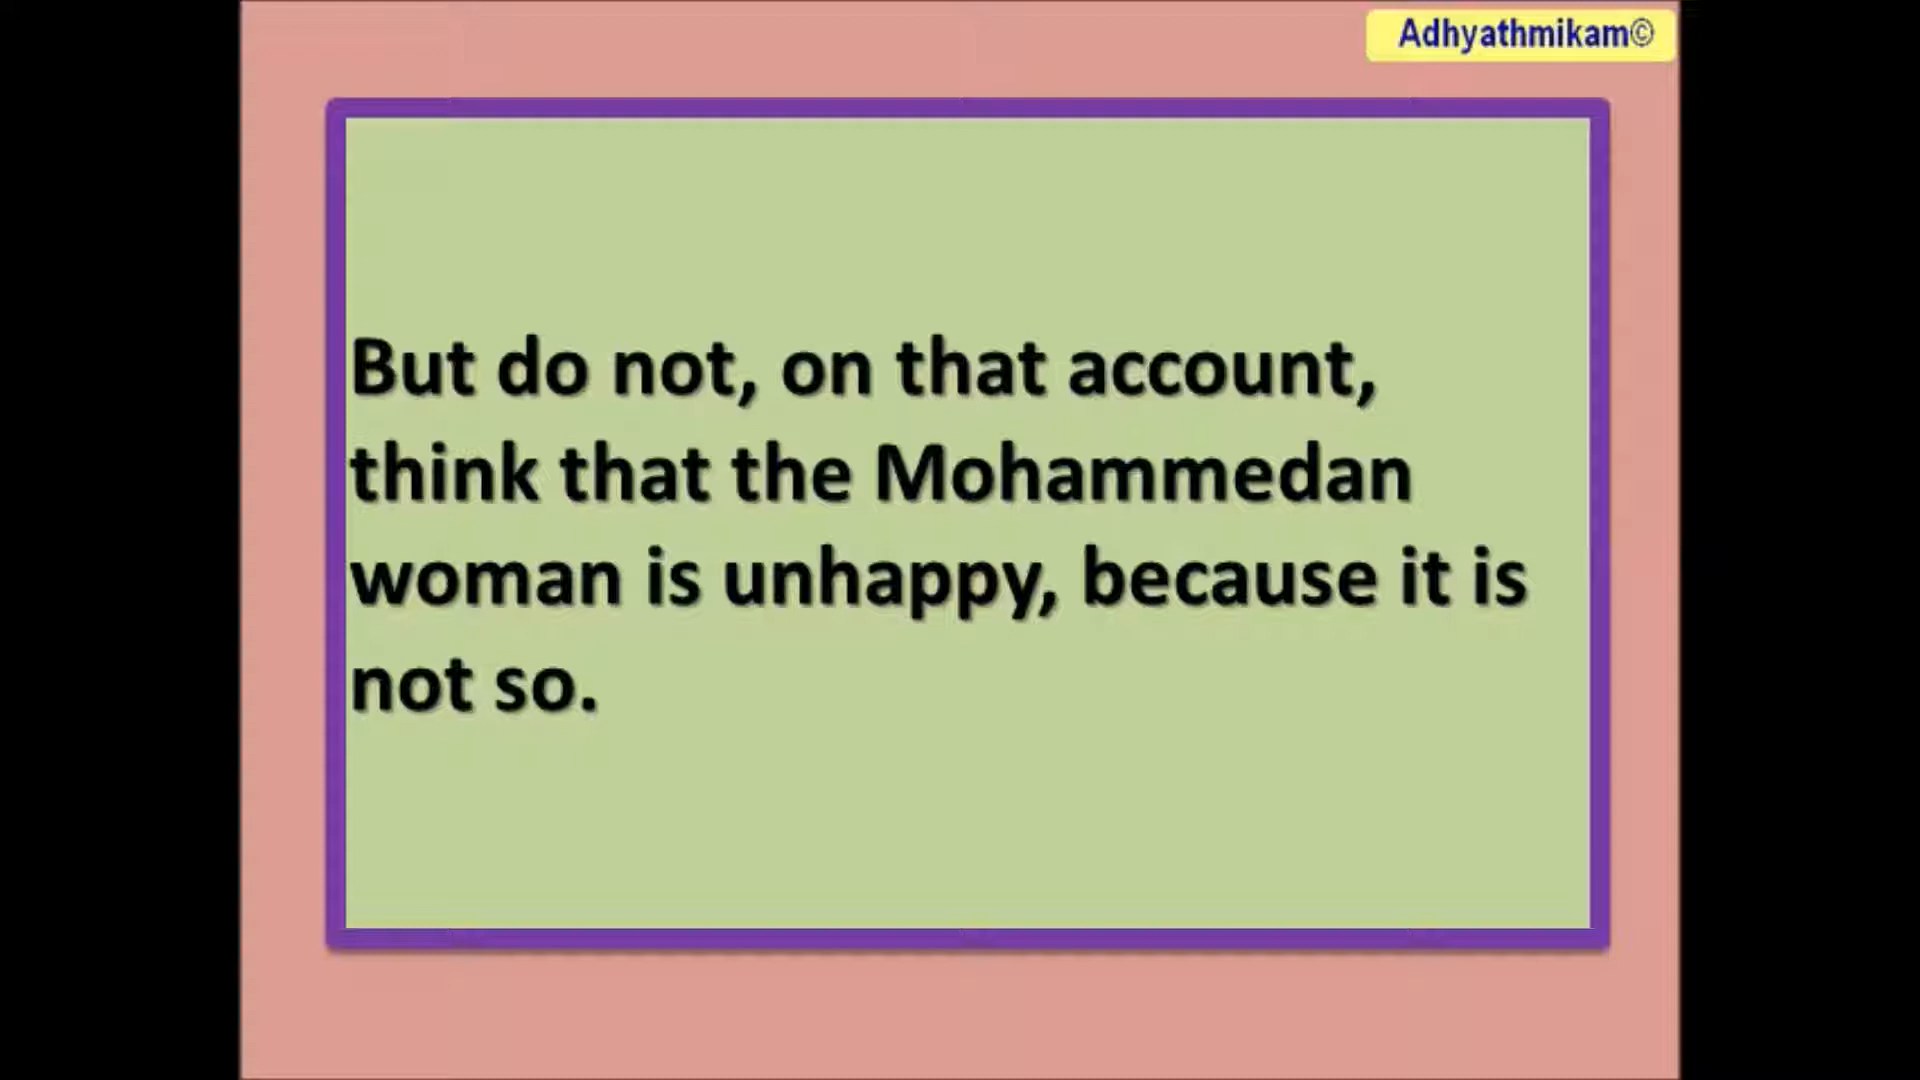 Adhyathmikam©
But do not, on that account,
think that the Mohammedan
woman is unhappy, because it is
not so.